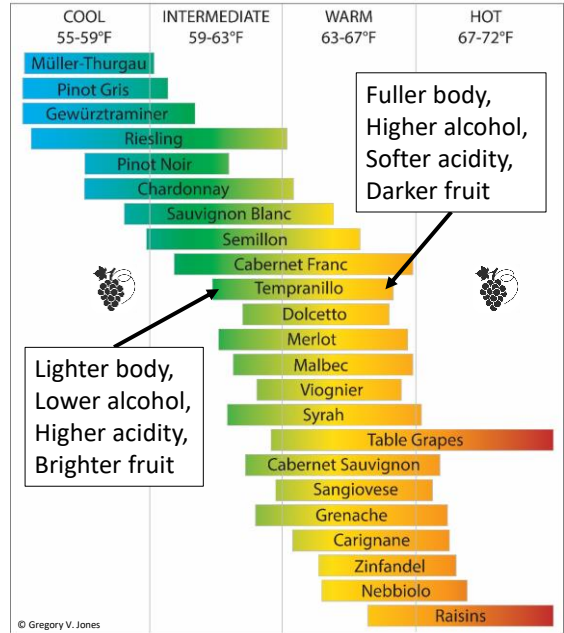 COOL
55-59°F
INTERMEDIATE
59-63°F
WARM
63-67°F
HOT
67-72°F
Müller-Thurgau
Pinot Gris
Gewürztraminer
Riesling
Pinot Noir
Chardonnay
Sauvignon Blanc
Semillon
Cabernet Franc
Tempranillo
Dolcetto
Merlot
Malbec
Viognier
Syrah
Table Grapes
Cabernet Sauvignon
Sangiovese
Grenache
Carignane
Zinfandel
Nebbiolo
Raisins
Fuller body,
Higher alcohol,
Softer acidity,
Darker fruit
Lighter body,
Lower alcohol,
Higher acidity,
Brighter fruit
© Gregory V. Jones